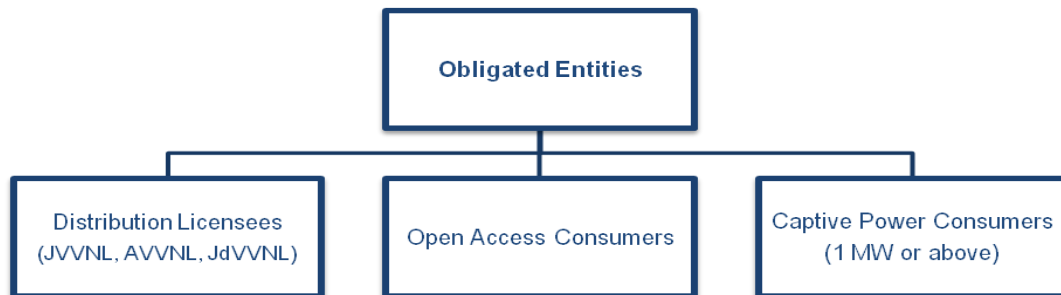 Obligated Entities
Distribution Licensees
(JVVNL, AVVNL, JdVVNL)
Open Access Consumers
Captive Power Consumers
(1 MW or above)